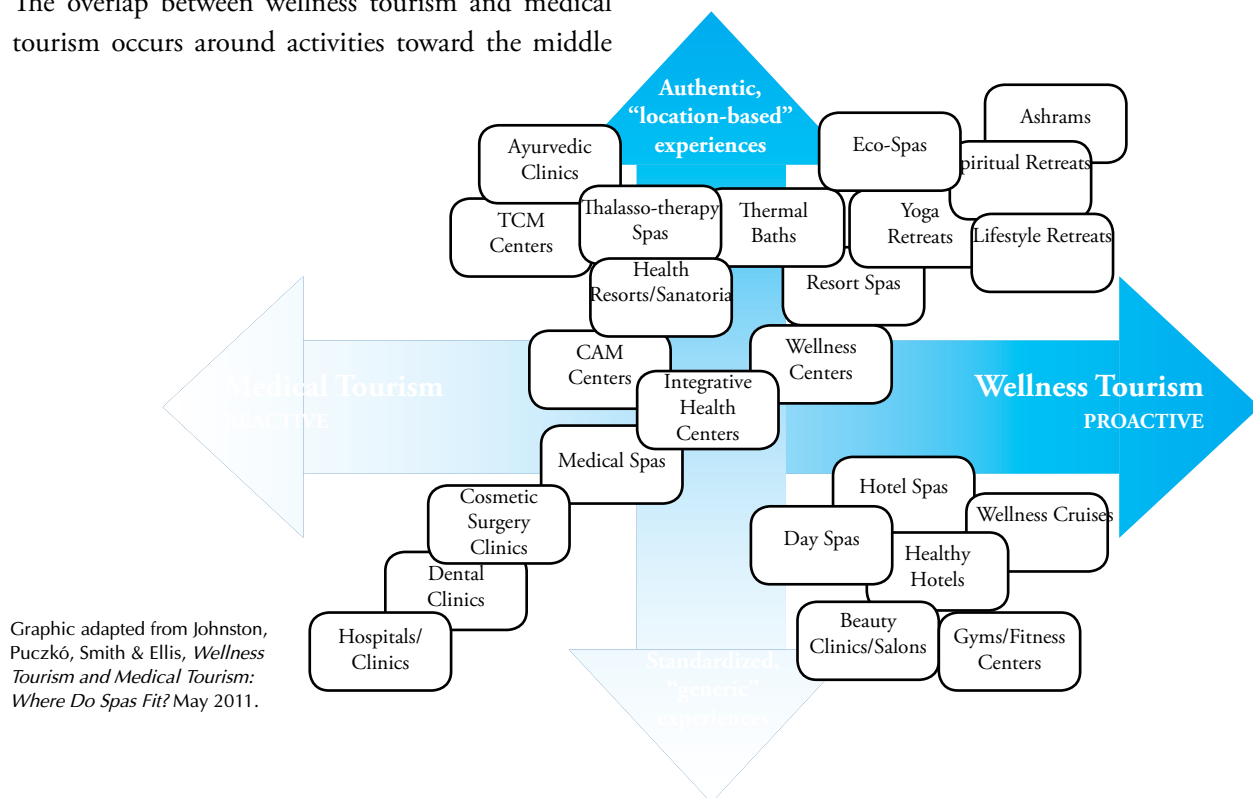 The overlap between wellness tourism and medical
tourism occurs around activities toward the middle
Authentic,
“location-based”
experiences
Ashrams
Eco-Spas
piritual Retreats
Ayurvedic
Clinics
TCM
Centers
Thalasso-therapy
Spas
Thermal
Baths
Yoga
Retreats
Lifestyle Retreats
Health
Resorts/Sanatoria
Resort Spas
CAM
Centers
Wellness
Centers
Integrative
Health
Centers
Medical Tourism
REACTIVE
Wellness Tourism
PROACTIVE
Medical Spas
Hotel Spas
Cosmetic
Surgery
Clinics
Wellness Cruises
Day Spas
Healthy
Hotels
Dental
Clinics
Beauty
Clinics/Salons
Gyms/Fitness
Centers
Hospitals/
Clinics
Standardized,
“generic”
experiences
Graphic adapted from Johnston,
Puczkó, Smith & Ellis, Wellness
Tourism and Medical Tourism:
Where Do Spas Fit? May 2011.